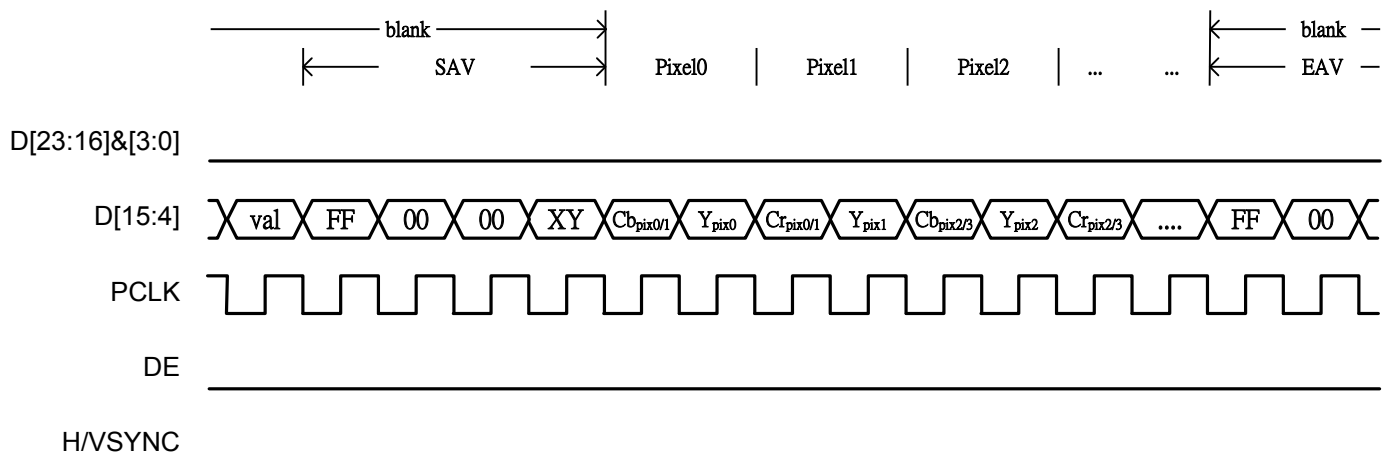 blank blank
SAV Pixel0 Pixel1 Pixel2 ... ... EAV
D[23:16]&[3:0]
D[15:4] val FF 00 00 XY Cbpix0/1 Ypix0 Crpix0/1 Ypix1 Cbpix2/3 Ypix2 Crpix2/3 .... FF 00
PCLK
DE
H/VSYNC